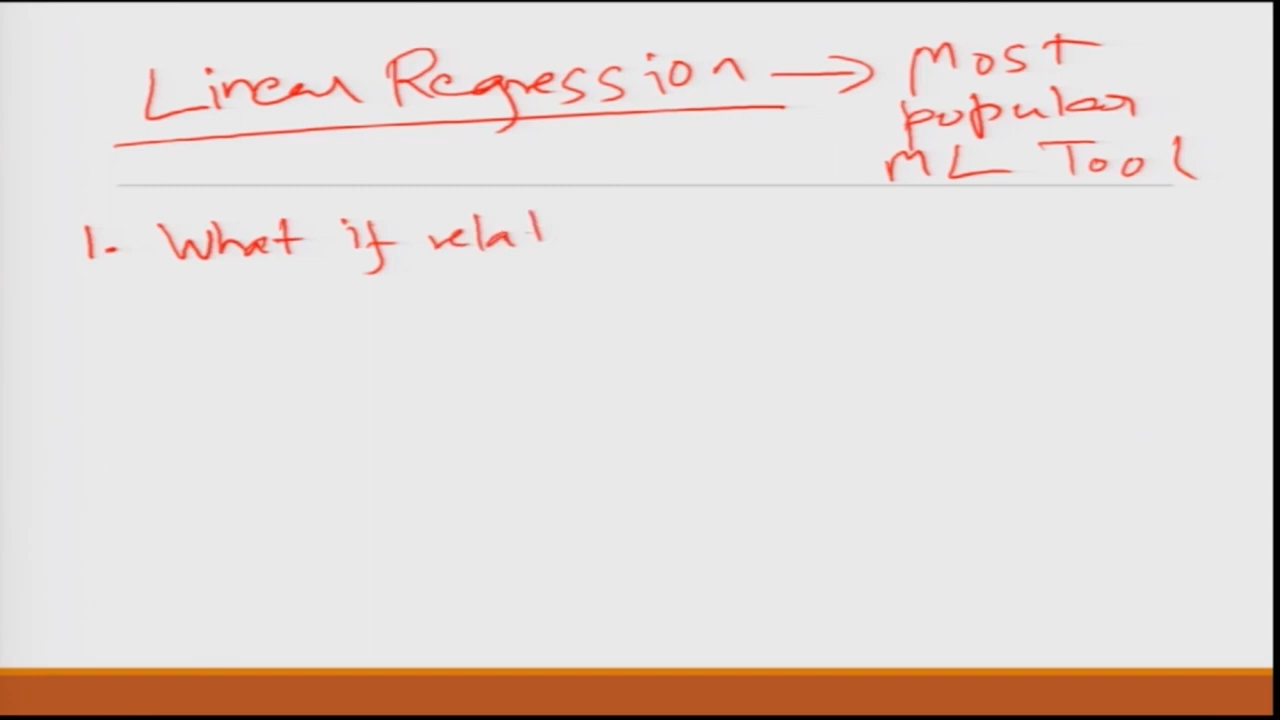 Linear Regression → Most
popular
ML Tool
1. What if relat